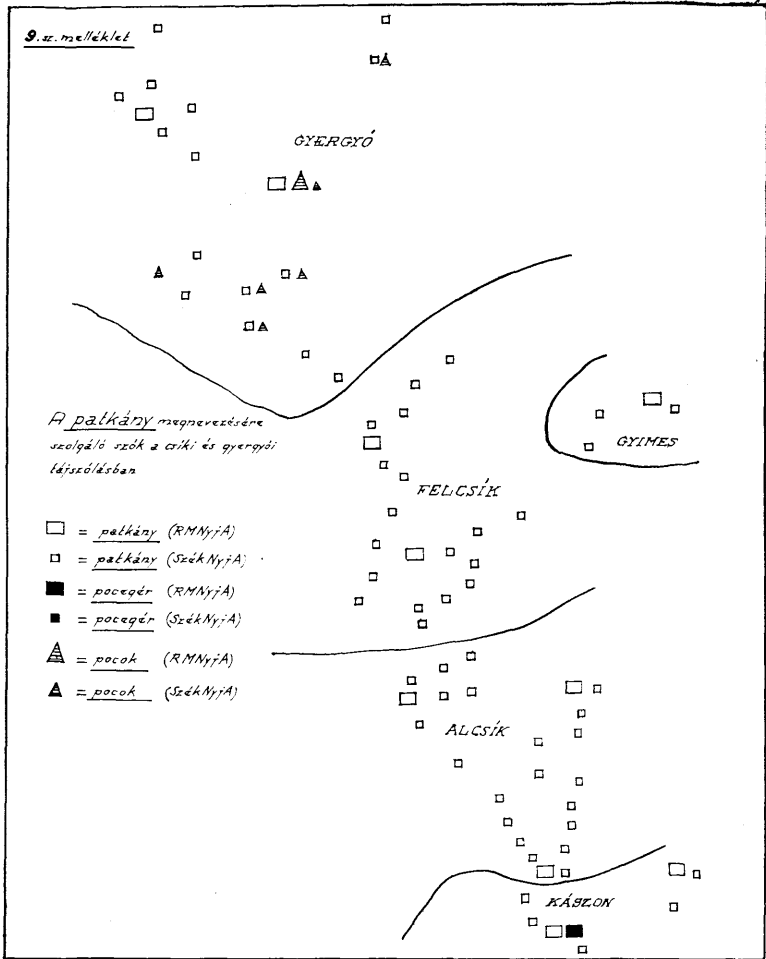 9. sz. melléklet
GYERGYÓ
A patkány megnevezésére
szolgáló szók a csíki és gyergyói
tájszólásban
GYIMES
FELCSÍK
□ = patkány (RMNyjA)
□ = patkány (SzékNyjA)
■ = pocegér (RMNyjA)
■ = pocegér (SzékNyjA)
▲ = pocok (RMNyjA)
▲ = pocok (SzékNyjA)
ALCSÍK
KÁSZON